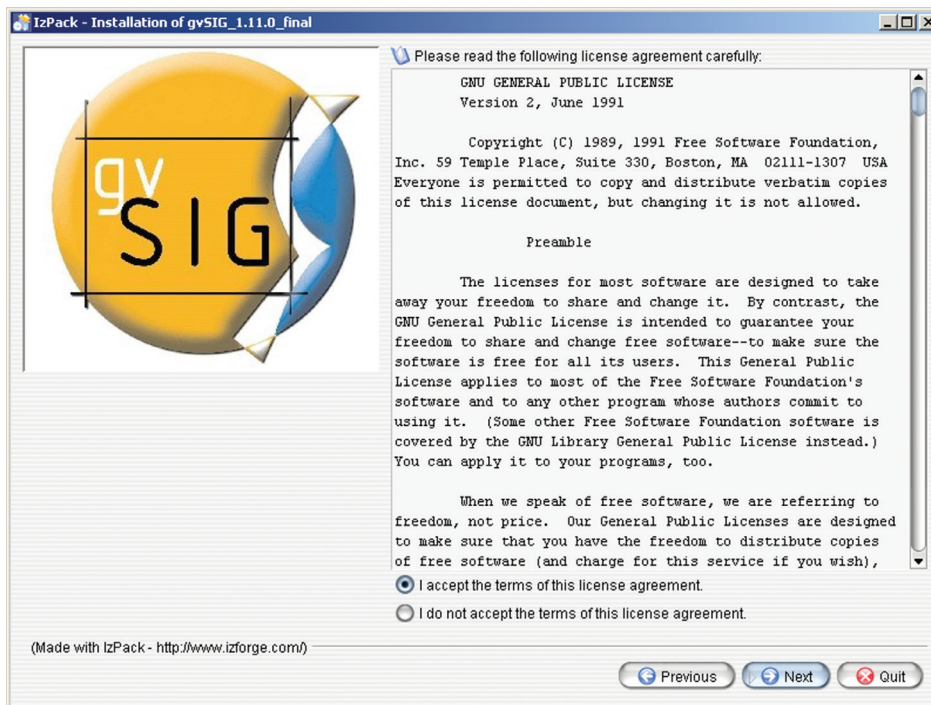 IzPack - Installation of gvSIG_1.11.0_final
gv
SIG
Please read the following license agreement carefully:
GNU GENERAL PUBLIC LICENSE
Version 2, June 1991
Copyright (C) 1989, 1991 Free Software Foundation,
Inc. 59 Temple Place, Suite 330, Boston, MA  02111-1307  USA
Everyone is permitted to copy and distribute verbatim copies
of this license document, but changing it is not allowed.
Preamble
The licenses for most software are designed to take
away your freedom to share and change it.  By contrast, the
GNU General Public License is intended to guarantee your
freedom to share and change free software--to make sure the
software is free for all its users.  This General Public
License applies to most of the Free Software Foundation's
software and to any other program whose authors commit to
using it.  (Some other Free Software Foundation software is
covered by the GNU Library General Public License instead.)
You can apply it to your programs, too.
When we speak of free software, we are referring to
freedom, not price.  Our General Public Licenses are designed
to make sure that you have the freedom to distribute copies
of free software (and charge for this service if you wish),
I accept the terms of this license agreement.
I do not accept the terms of this license agreement.
(Made with IzPack - http://www.izforge.com/)
Previous
Next
Quit